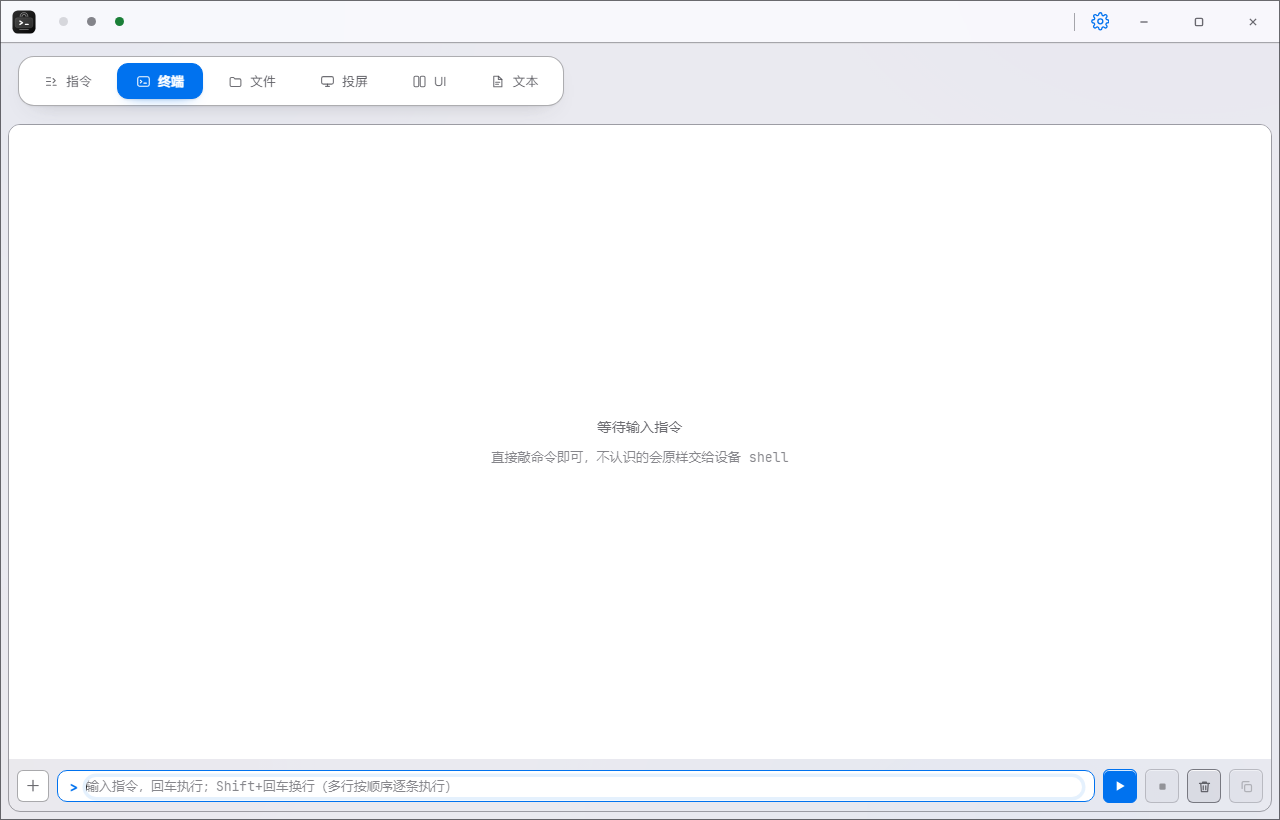 指令
终端
文件
投屏
UI
文本
等待输入指令
直接敲命令即可，不认识的会原样交给设备 shell
> 输入指令，回车执行；Shift+回车换行（多行按顺序逐条执行）